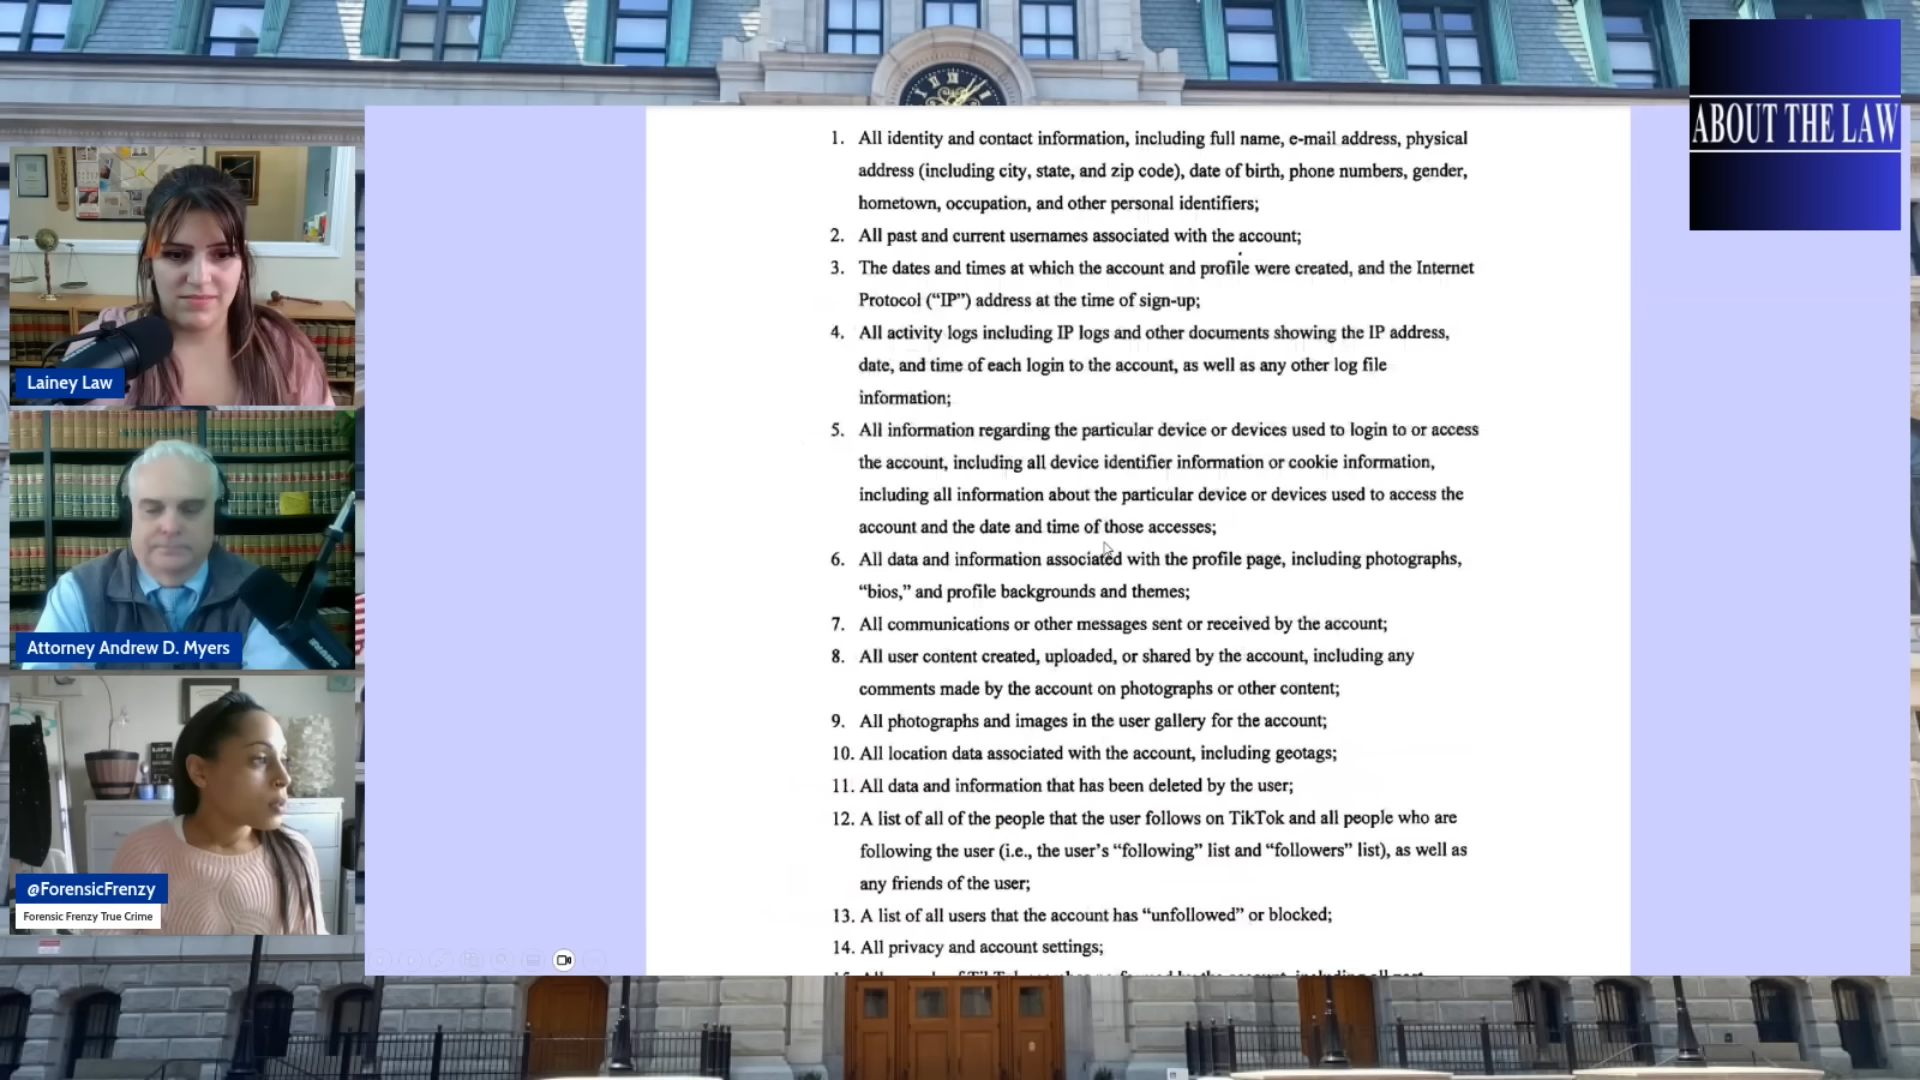 ABOUT THE LAW
Lainey Law
Attorney Andrew D. Myers
@ForensicFrenzy
Forensic Frenzy True Crime
1. All identity and contact information, including full name, e-mail address, physical
address (including city, state, and zip code), date of birth, phone numbers, gender,
hometown, occupation, and other personal identifiers;
2. All past and current usernames associated with the account;
3. The dates and times at which the account and profile were created, and the Internet
Protocol (“IP”) address at the time of sign-up;
4. All activity logs including IP logs and other documents showing the IP address,
date, and time of each login to the account, as well as any other log file
information;
5. All information regarding the particular device or devices used to login to or access
the account, including all device identifier information or cookie information,
including all information about the particular device or devices used to access the
account and the date and time of those accesses;
6. All data and information associated with the profile page, including photographs,
“bios,” and profile backgrounds and themes;
7. All communications or other messages sent or received by the account;
8. All user content created, uploaded, or shared by the account, including any
comments made by the account on photographs or other content;
9. All photographs and images in the user gallery for the account;
10. All location data associated with the account, including geotags;
11. All data and information that has been deleted by the user;
12. A list of all of the people that the user follows on TikTok and all people who are
following the user (i.e., the user’s “following” list and “followers” list), as well as
any friends of the user;
13. A list of all users that the account has “unfollowed” or blocked;
14. All privacy and account settings;